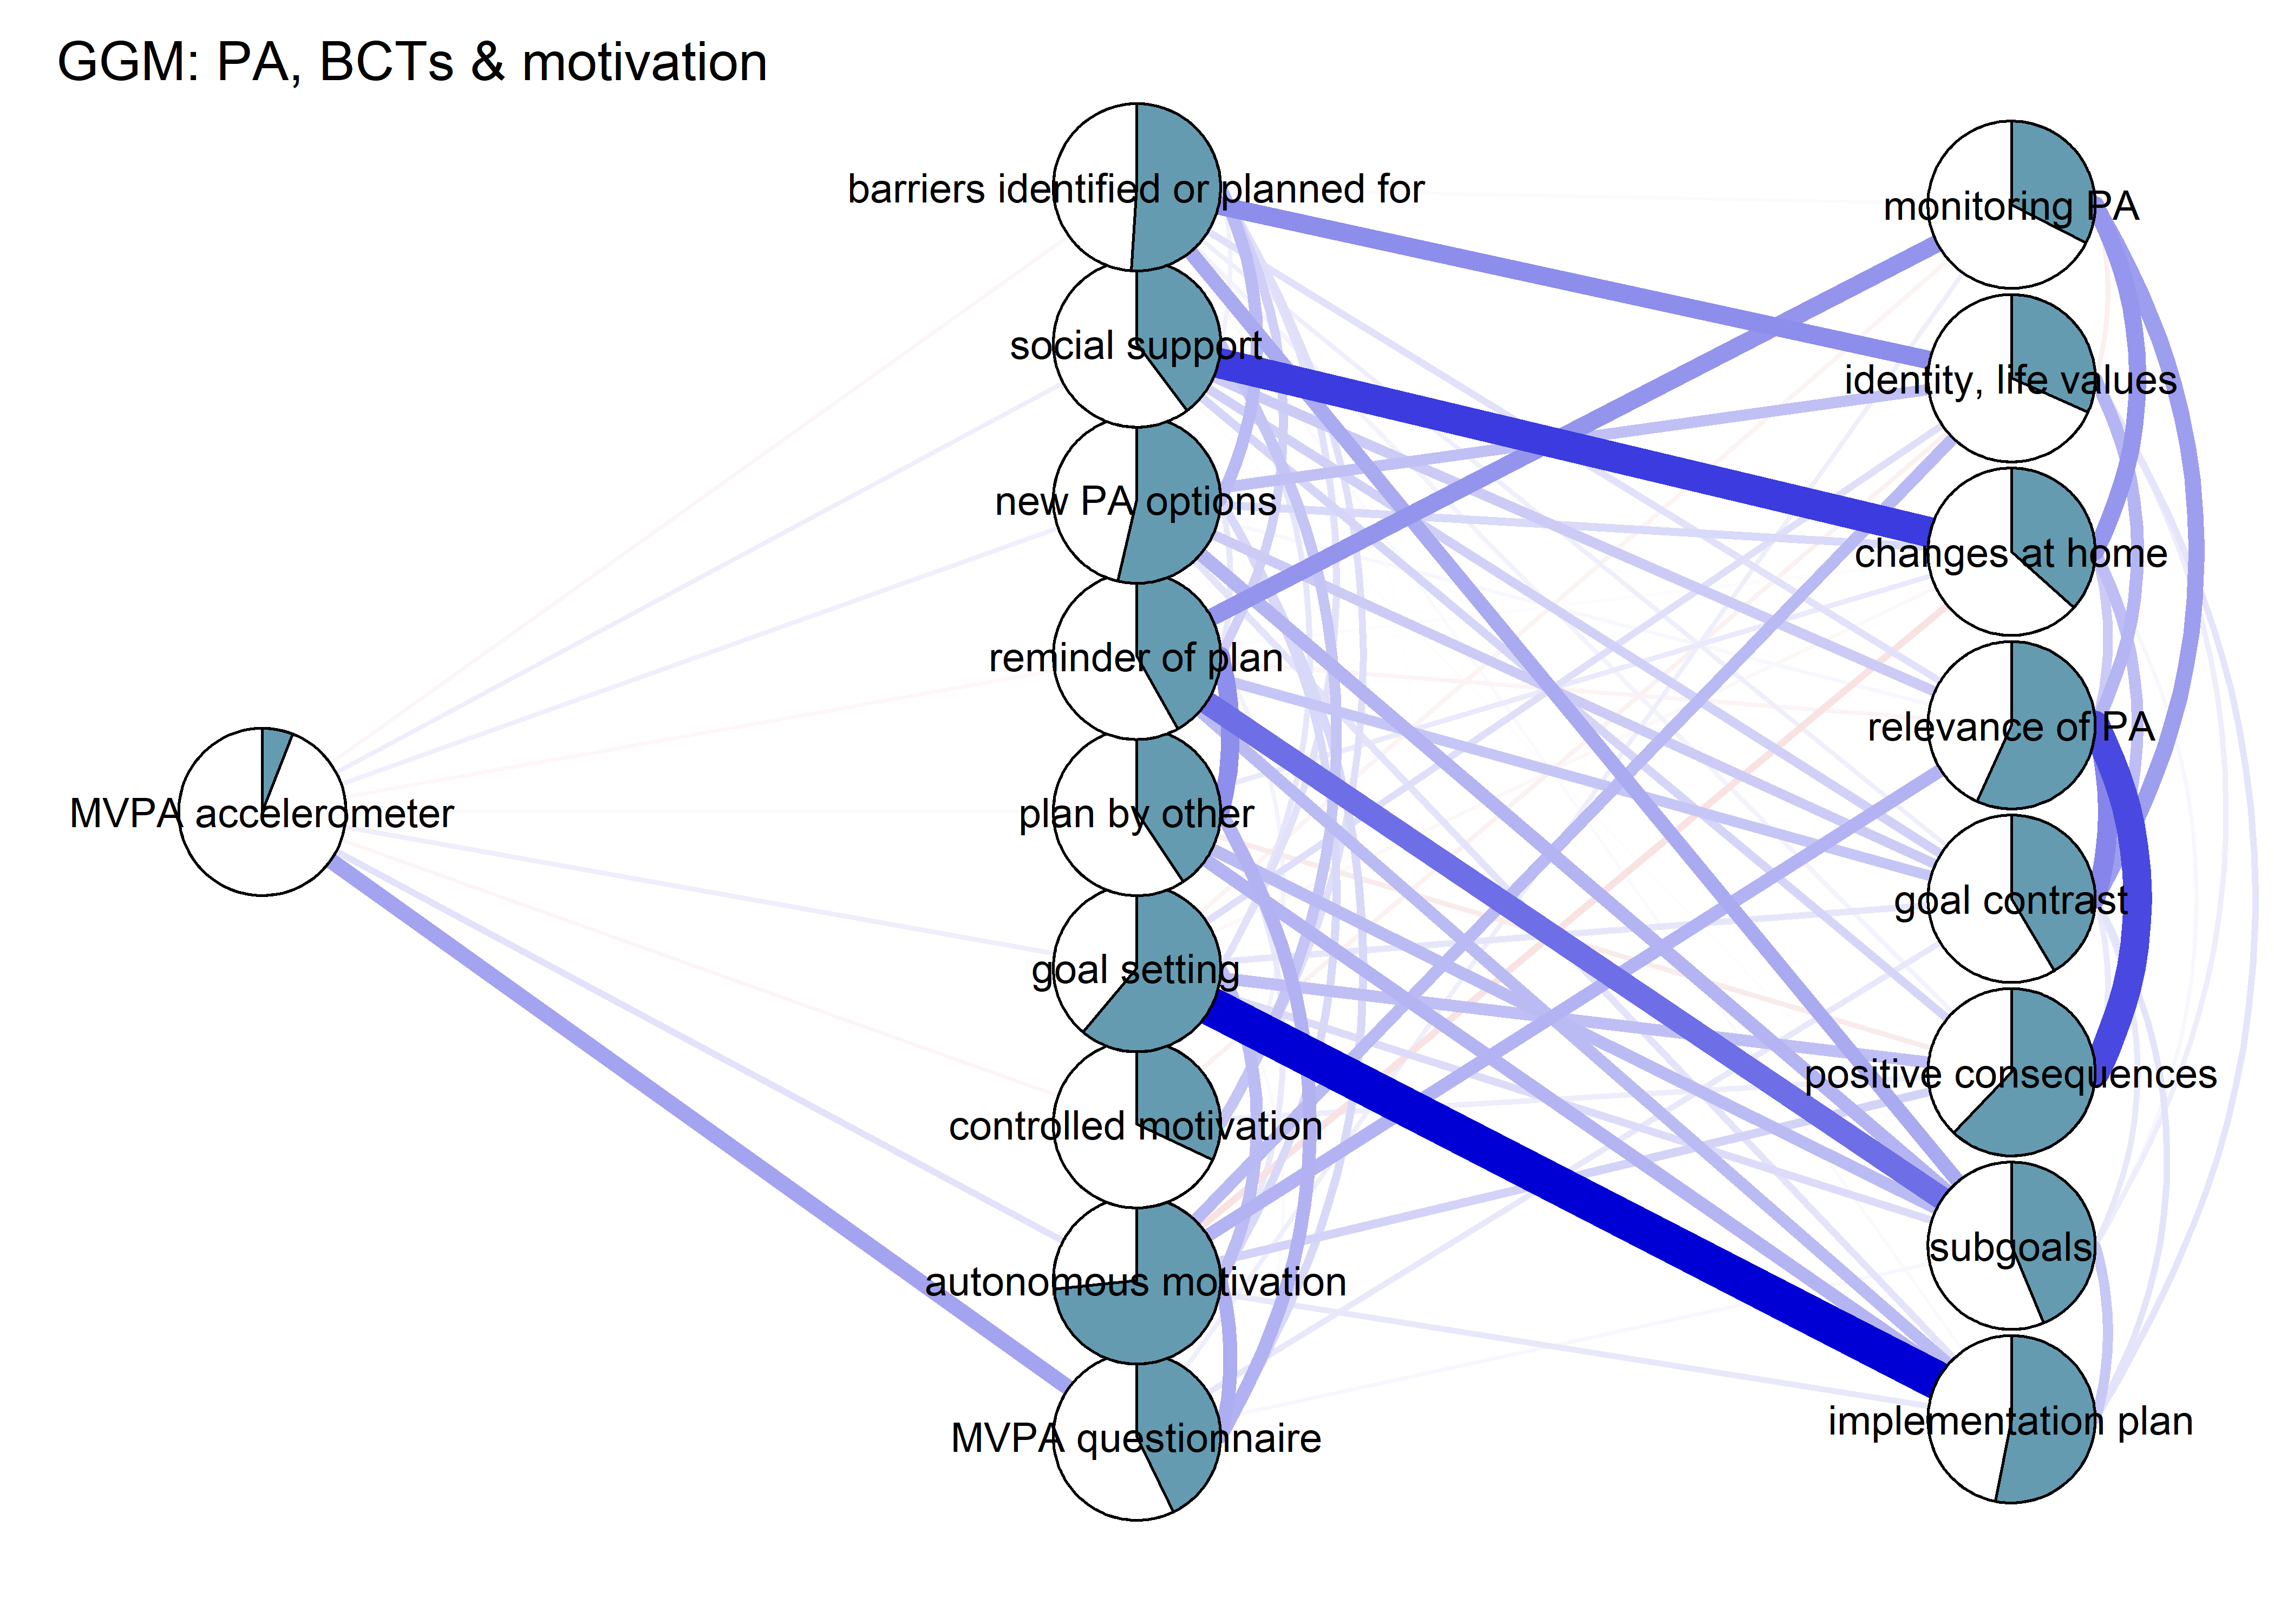 GGM: PA, BCTs & motivation
MVPA accelerometer
barriers identified or planned for
social support
new PA options
reminder of plan
plan by other
goal setting
controlled motivation
autonomous motivation
MVPA questionnaire
monitoring PA
identity, life values
changes at home
relevance of PA
goal contrast
positive consequences
subgoals
implementation plan